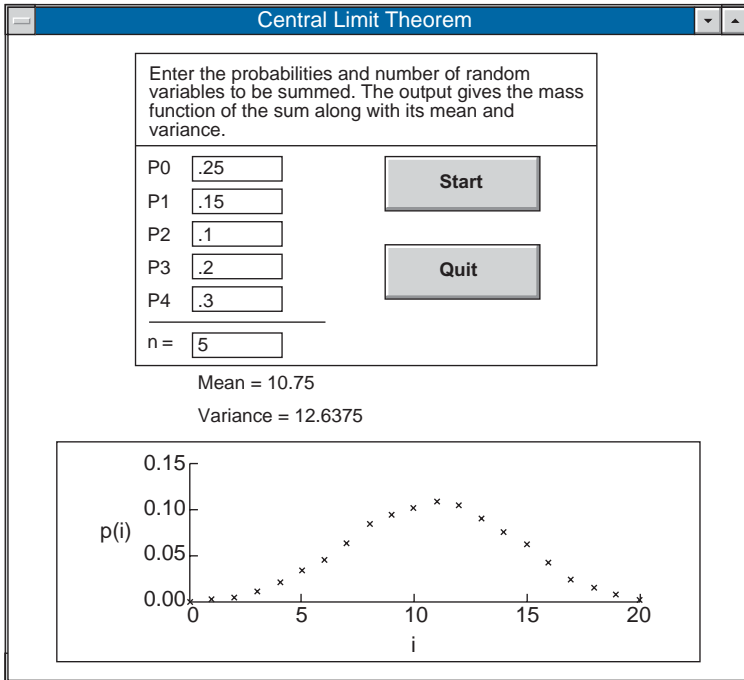 Central Limit Theorem
Enter the probabilities and number of random
variables to be summed. The output gives the mass
function of the sum along with its mean and
variance.
P0 .25
P1 .15
P2 .1
P3 .2
P4 .3
n = 5
Start
Quit
Mean = 10.75
Variance = 12.6375
0.15
0.10
p(i)
0.05
0.00
0 5 10 15 20
i